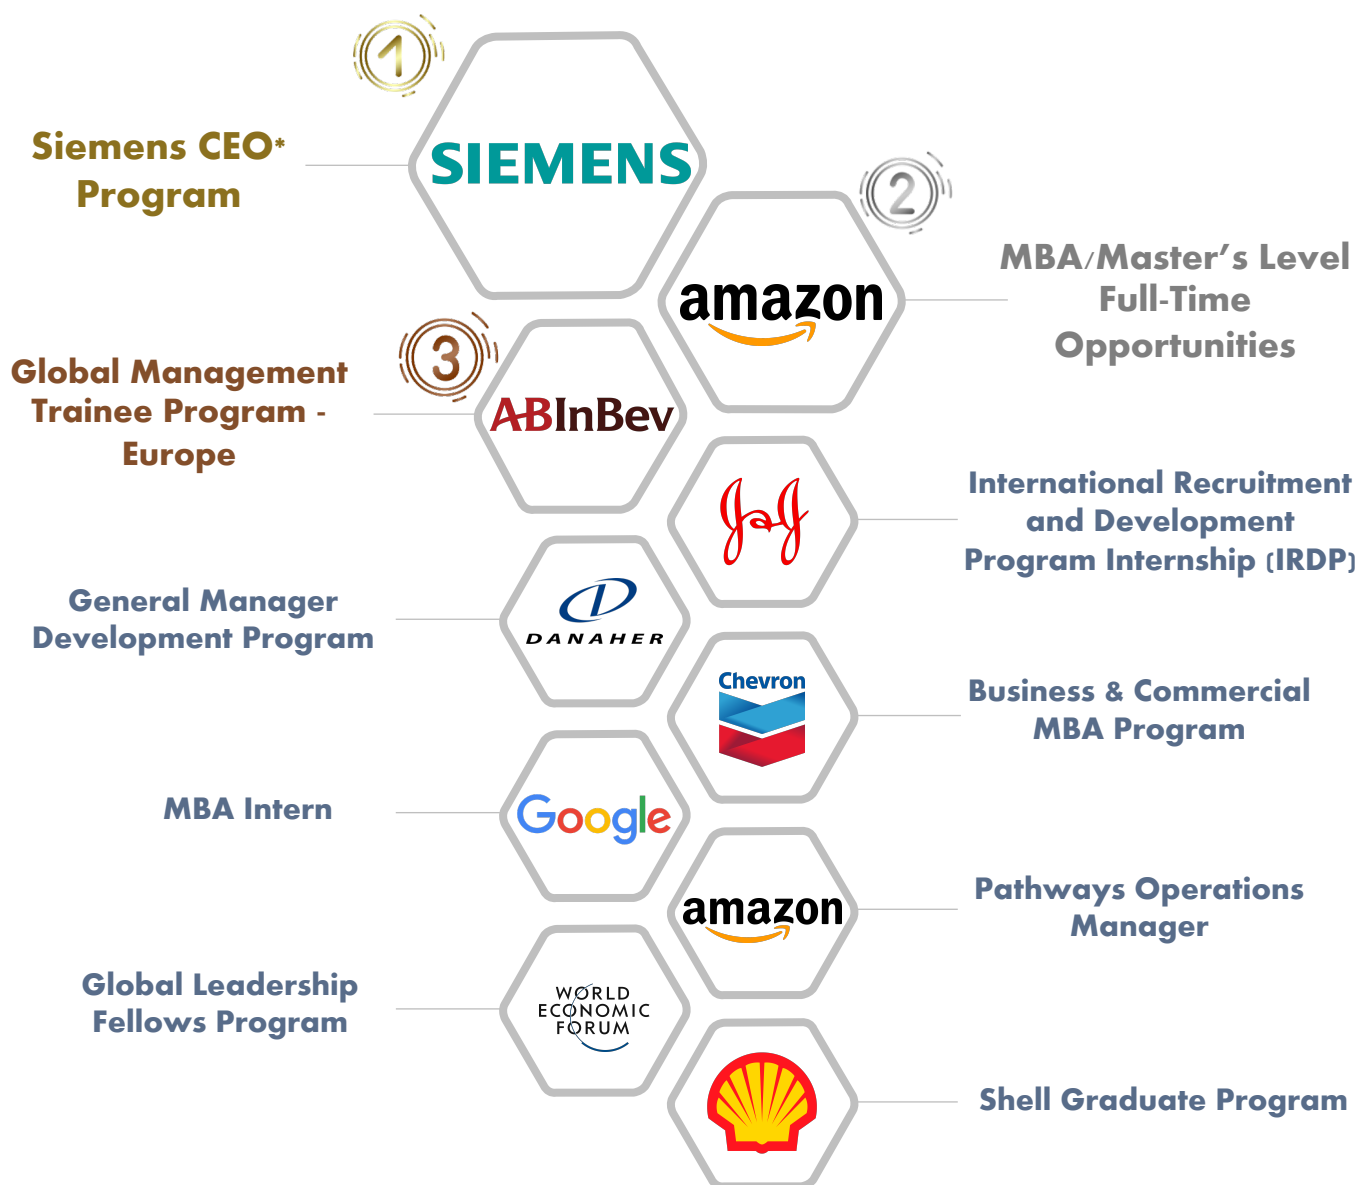 1
Siemens CEO*
Program
SIEMENS
2
amazon
MBA/Master’s Level
Full-Time
Opportunities
3
Global Management
Trainee Program -
Europe
ABInBev
J&J
International Recruitment
and Development
Program Internship (IRDP)
General Manager
Development Program
DANAHER
Chevron
Business & Commercial
MBA Program
MBA Intern
Google
amazon
Pathways Operations
Manager
Global Leadership
Fellows Program
WORLD
ECONOMIC
FORUM
Shell Graduate Program